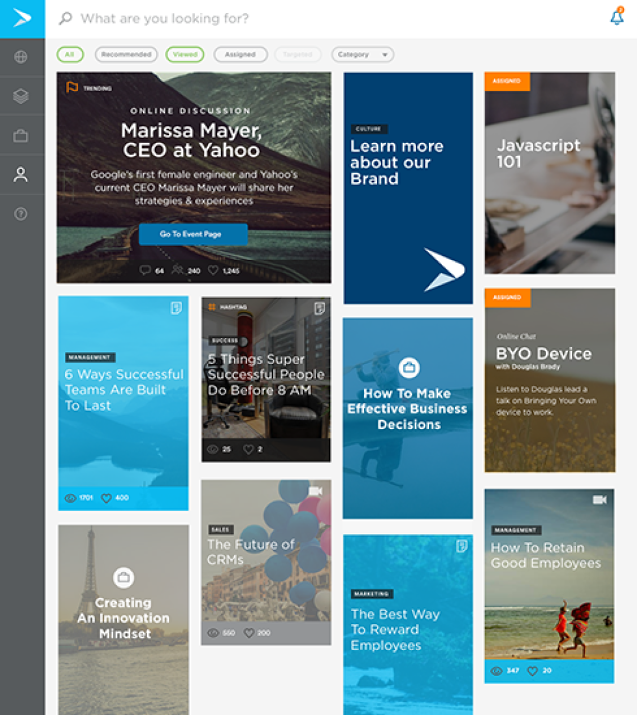 What are you looking for?
3
All
Recommended
Viewed
Assigned
Targeted
Category
TRENDING
ONLINE DISCUSSION
Marissa Mayer,
CEO at Yahoo
Google's first female engineer and Yahoo's
current CEO Marissa Mayer will share her
strategies & experiences
Go To Event Page
64
240
1,245
CULTURE
Learn more
about our
Brand
ASSIGNED
Javascript
101
MANAGEMENT
6 Ways Successful
Teams Are Built
To Last
1701
400
HASHTAG
SUCCESS
5 Things Super
Successful People
Do Before 8 AM
25
2
How To Make
Effective Business
Decisions
ASSIGNED
Online Chat
BYO Device
with Douglas Brady
Listen to Douglas lead a
talk on Bringing Your Own
device to work.
Creating
An Innovation
Mindset
SALES
The Future of
CRMs
550
200
MARKETING
The Best Way
To Reward
Employees
MANAGEMENT
How To Retain
Good Employees
347
20